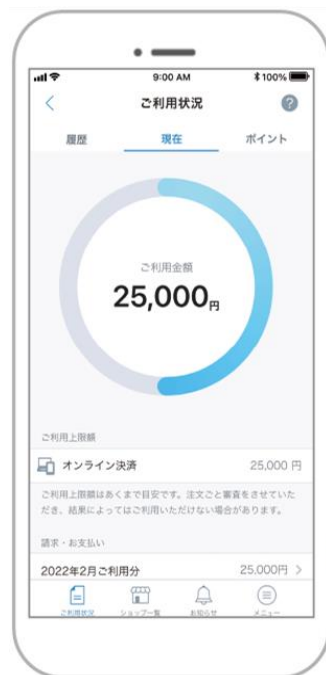 9:00 AM
100%
ご利用状況
?
履歴
現在
ポイント
ご利用金額
25,000円
ご利用上限額
オンライン決済
25,000 円
ご利用上限額はあくまで目安です。注文ごと審査をさせていた
だき、結果によってはご利用いただけない場合があります。
請求・お支払い
2022年2月ご利用分
25,000円
ご利用状況
ショップ一覧
お知らせ
メニュー